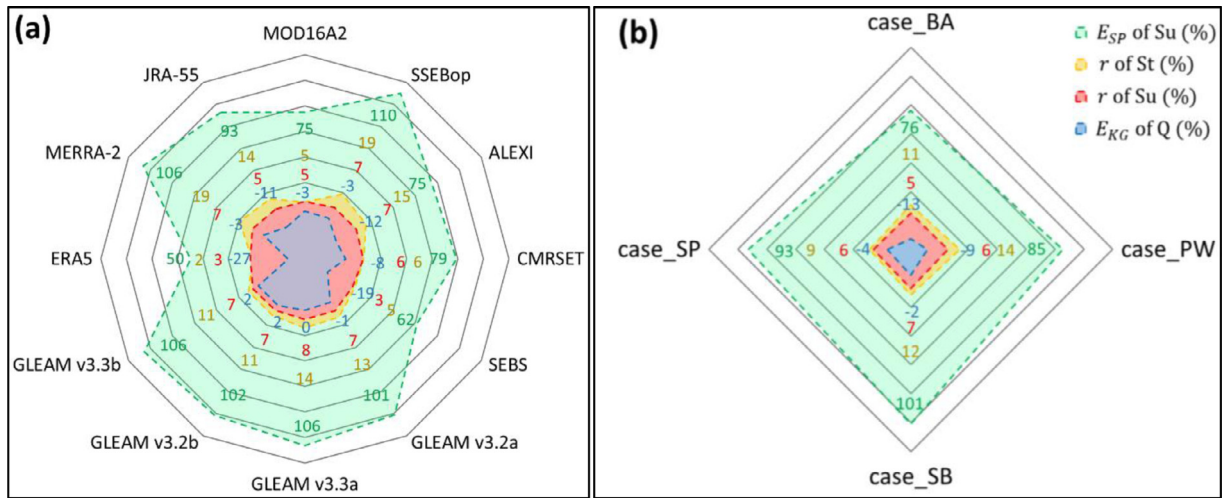 (a)
MOD16A2
JRA-55
SSEBop
MERRA-2
ALEXI
ERA5
CMRSET
GLEAM v3.3b
SEBS
GLEAM v3.2b
GLEAM v3.2a
GLEAM v3.3a
75
5
5
-3
110
19
7
-3
75
15
7
-12
79
6
6
-8
62
5
3
-19
101
13
7
-1
106
14
8
0
102
11
7
2
106
11
7
2
50
2
3
-27
106
19
7
-3
93
14
5
-11
(b)
case_BA
case_SP
case_PW
case_SB
76
11
5
-13
93
9
6
-4
-9
6
14
85
-2
7
12
101
E_SP of Su (%)
r of St (%)
r of Su (%)
E_KG of Q (%)